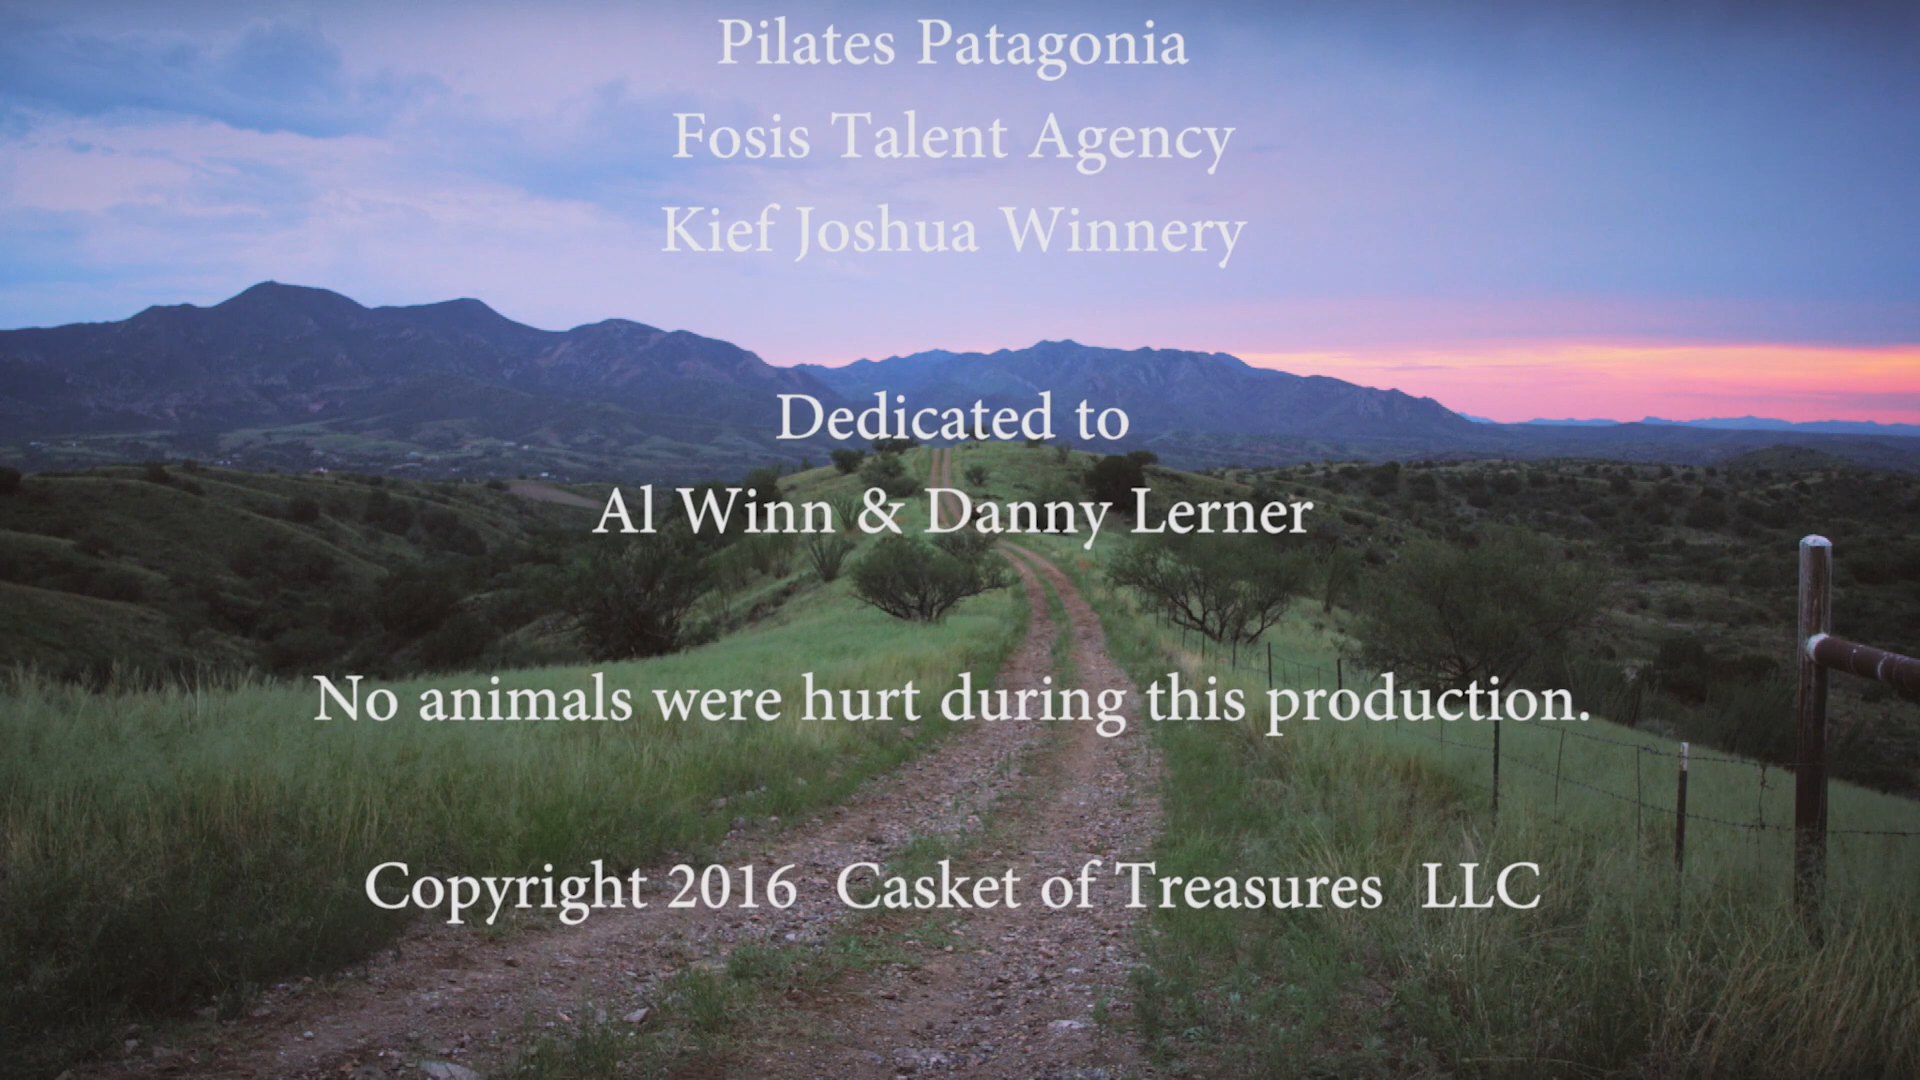 Pilates Patagonia
Fosis Talent Agency
Kief Joshua Winnery
Dedicated to
Al Winn & Danny Lerner
No animals were hurt during this production.
Copyright 2016 Casket of Treasures LLC